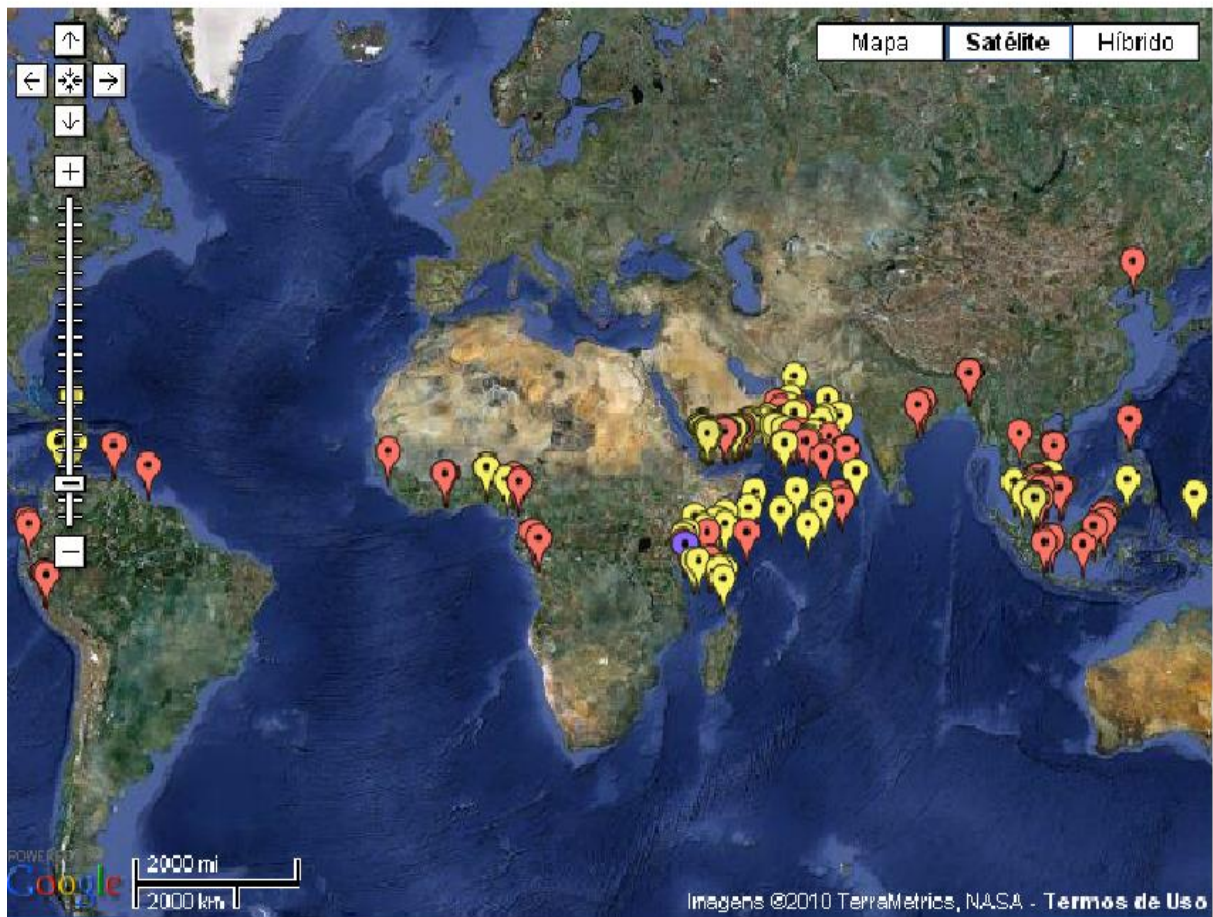 Mapa
Satélite
Híbrido
POWERED BY
Google
2000 mi
2000 km
Imagens ©2010 TerraMetrics, NASA - Termos de Uso